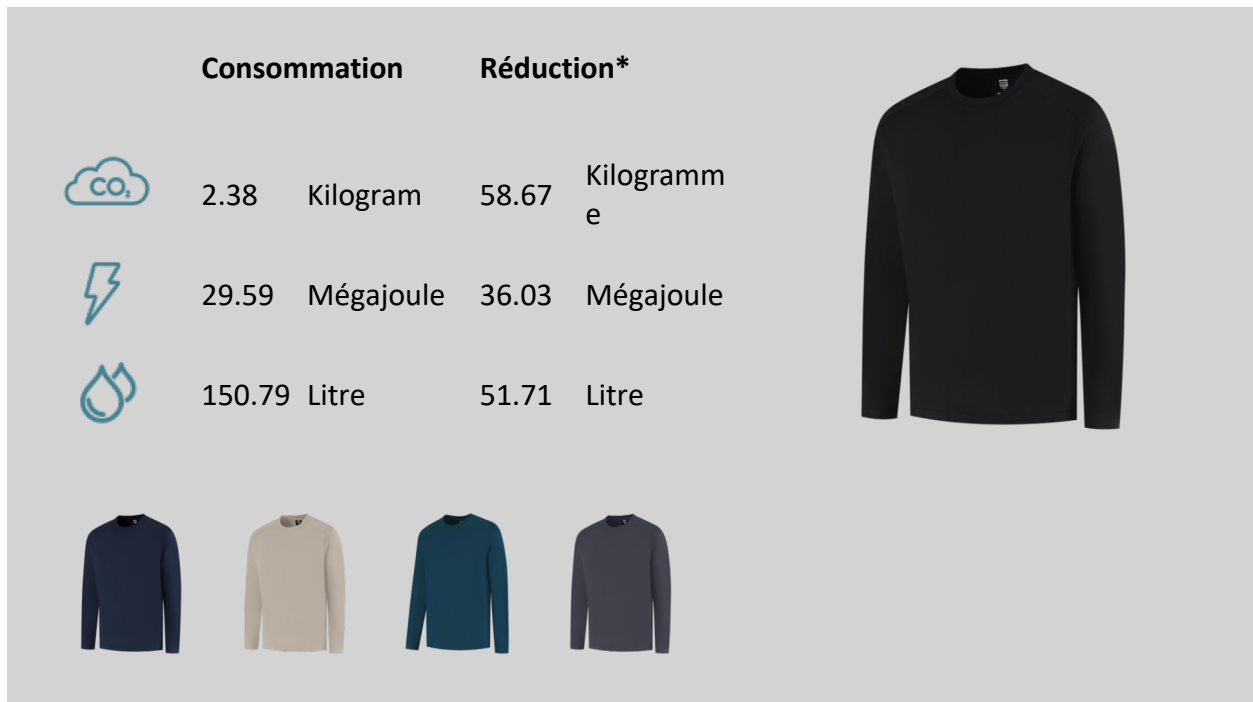 Consommation Réduction*
CO₂ 2.38 Kilogram 58.67 Kilogramm
e
29.59 Mégajoule 36.03 Mégajoule
150.79 Litre 51.71 Litre